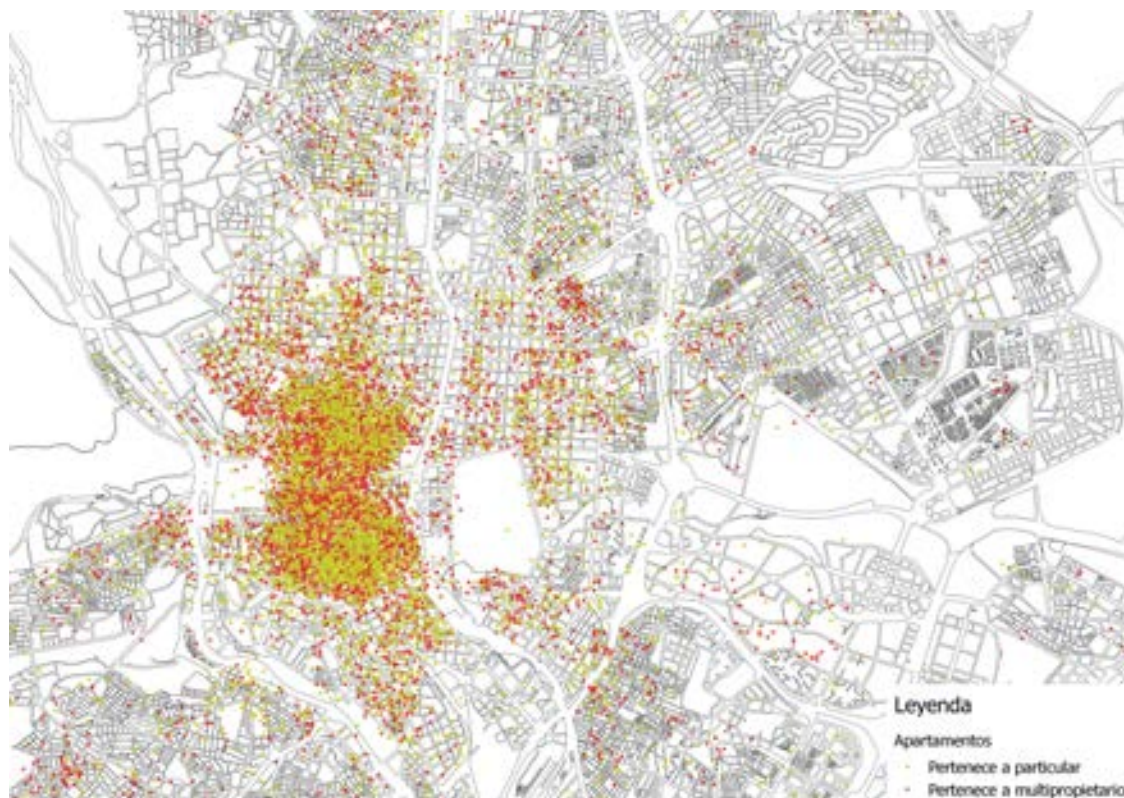 Leyenda
Apartamentos
Pertenece a particular
Pertenece a multipropietario